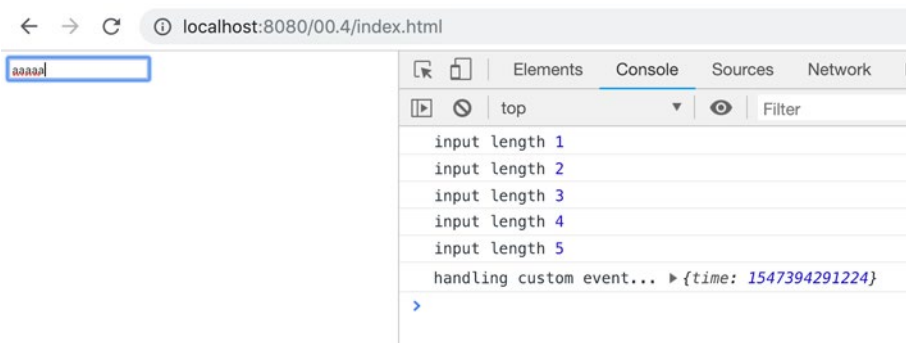 localhost:8080/00.4/index.html
aaaaa
Elements Console Sources Network
top Filter
input length 1
input length 2
input length 3
input length 4
input length 5
handling custom event... ▶{time: 1547394291224}
>